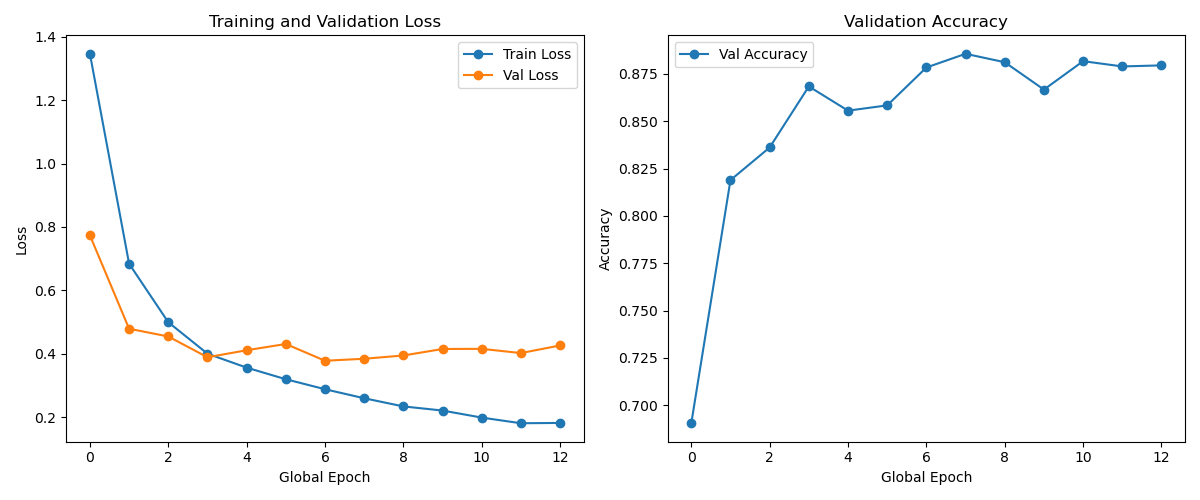 Training and Validation Loss
1.4
1.2
1.0
0.8
0.6
0.4
0.2
Loss
Train Loss
Val Loss
0 2 4 6 8 10 12
Global Epoch
Validation Accuracy
0.875
0.850
0.825
0.800
0.775
0.750
0.725
0.700
Accuracy
Val Accuracy
0 2 4 6 8 10 12
Global Epoch